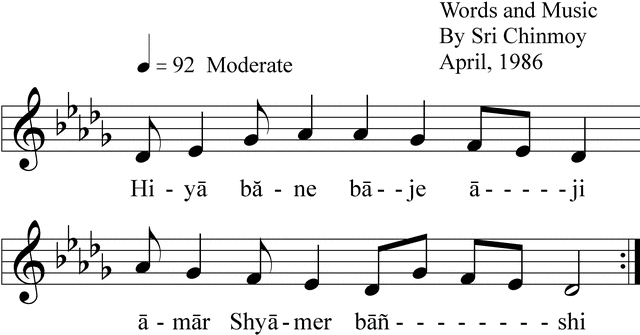 Words and Music
By Sri Chinmoy
April, 1986
= 92 Moderate
Hi - yā bă - ne bā - - je ā - - - - - ji
ā - mār Shyā - mer bāñ - - - - - - - - shi